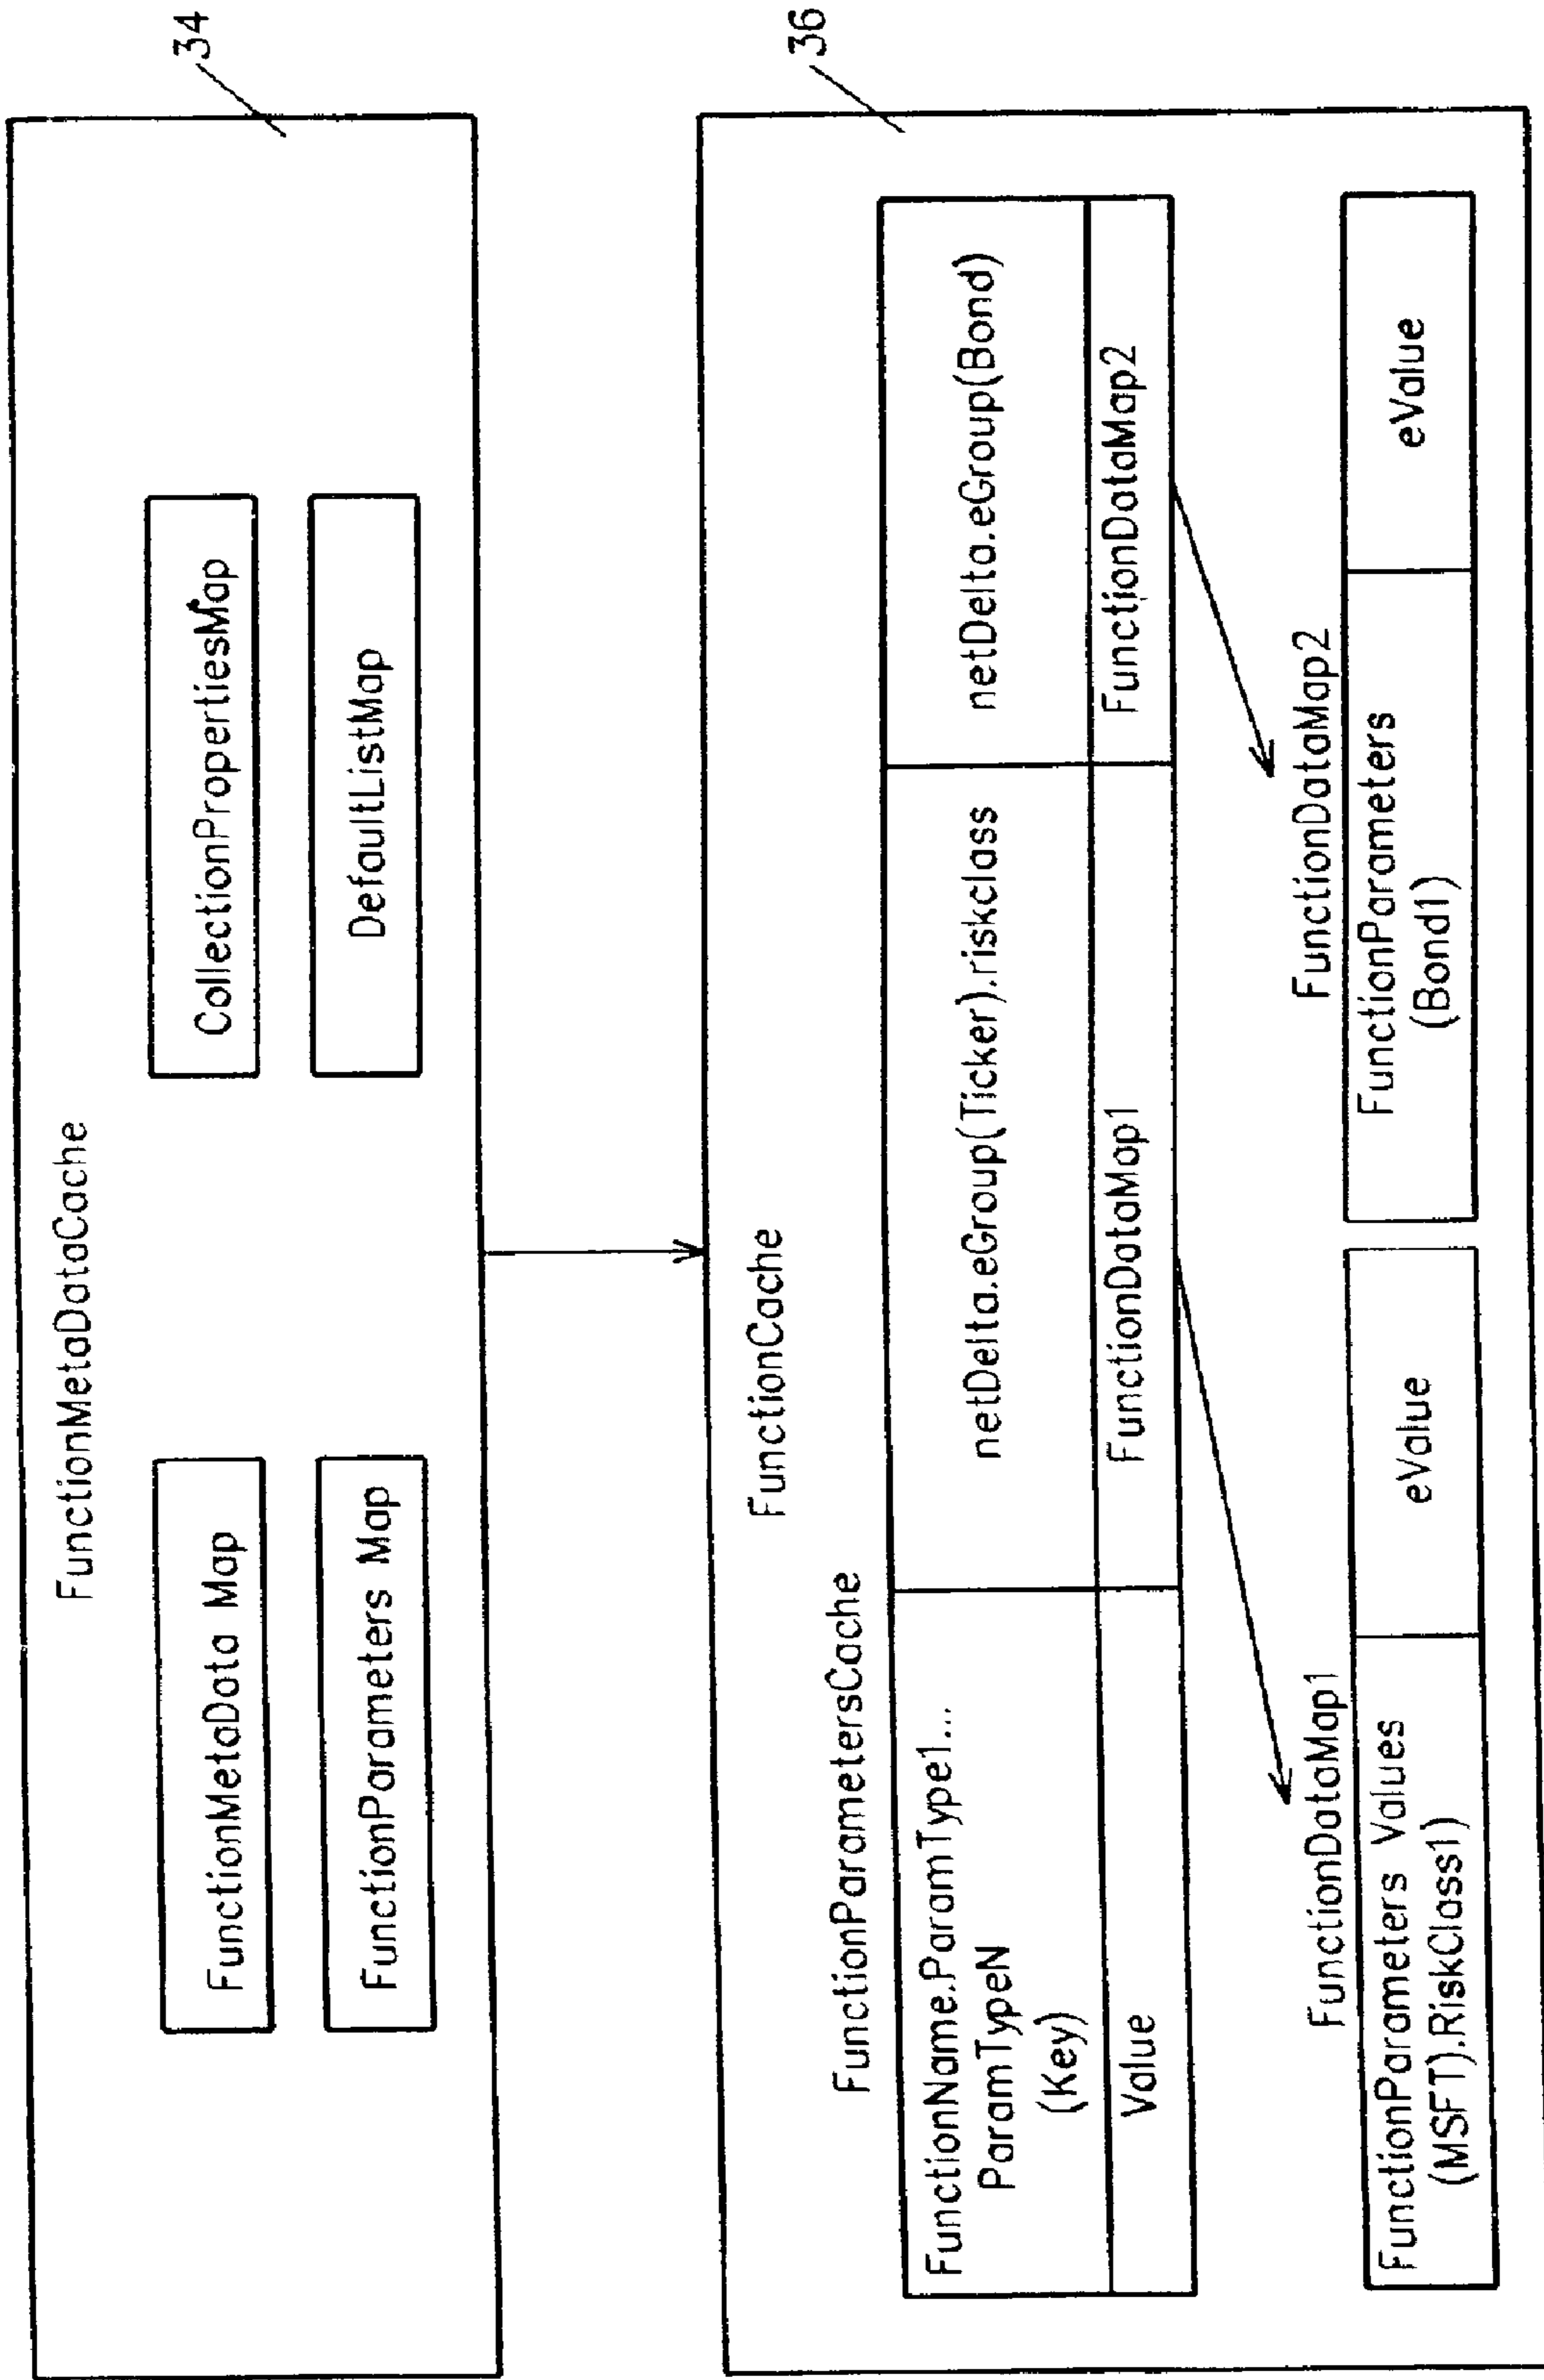 34
FunctionMetaDataCache
FunctionMetaData Map
CollectionPropertiesMap
FunctionParameters Map
DefaultListMap
36
FunctionCache
FunctionParametersCache
FunctionName.ParamType1...
ParamTypeN
(Key)
netDelta.eGroup(Ticker).riskclass
netDelta.eGroup(Bond)
Value
FunctionDataMap1
FunctionDataMap2
FunctionDataMap1
FunctionParameters Values
(MSFT).RiskClass1)
eValue
FunctionDataMap2
FunctionParameters
(Bond1)
eValue